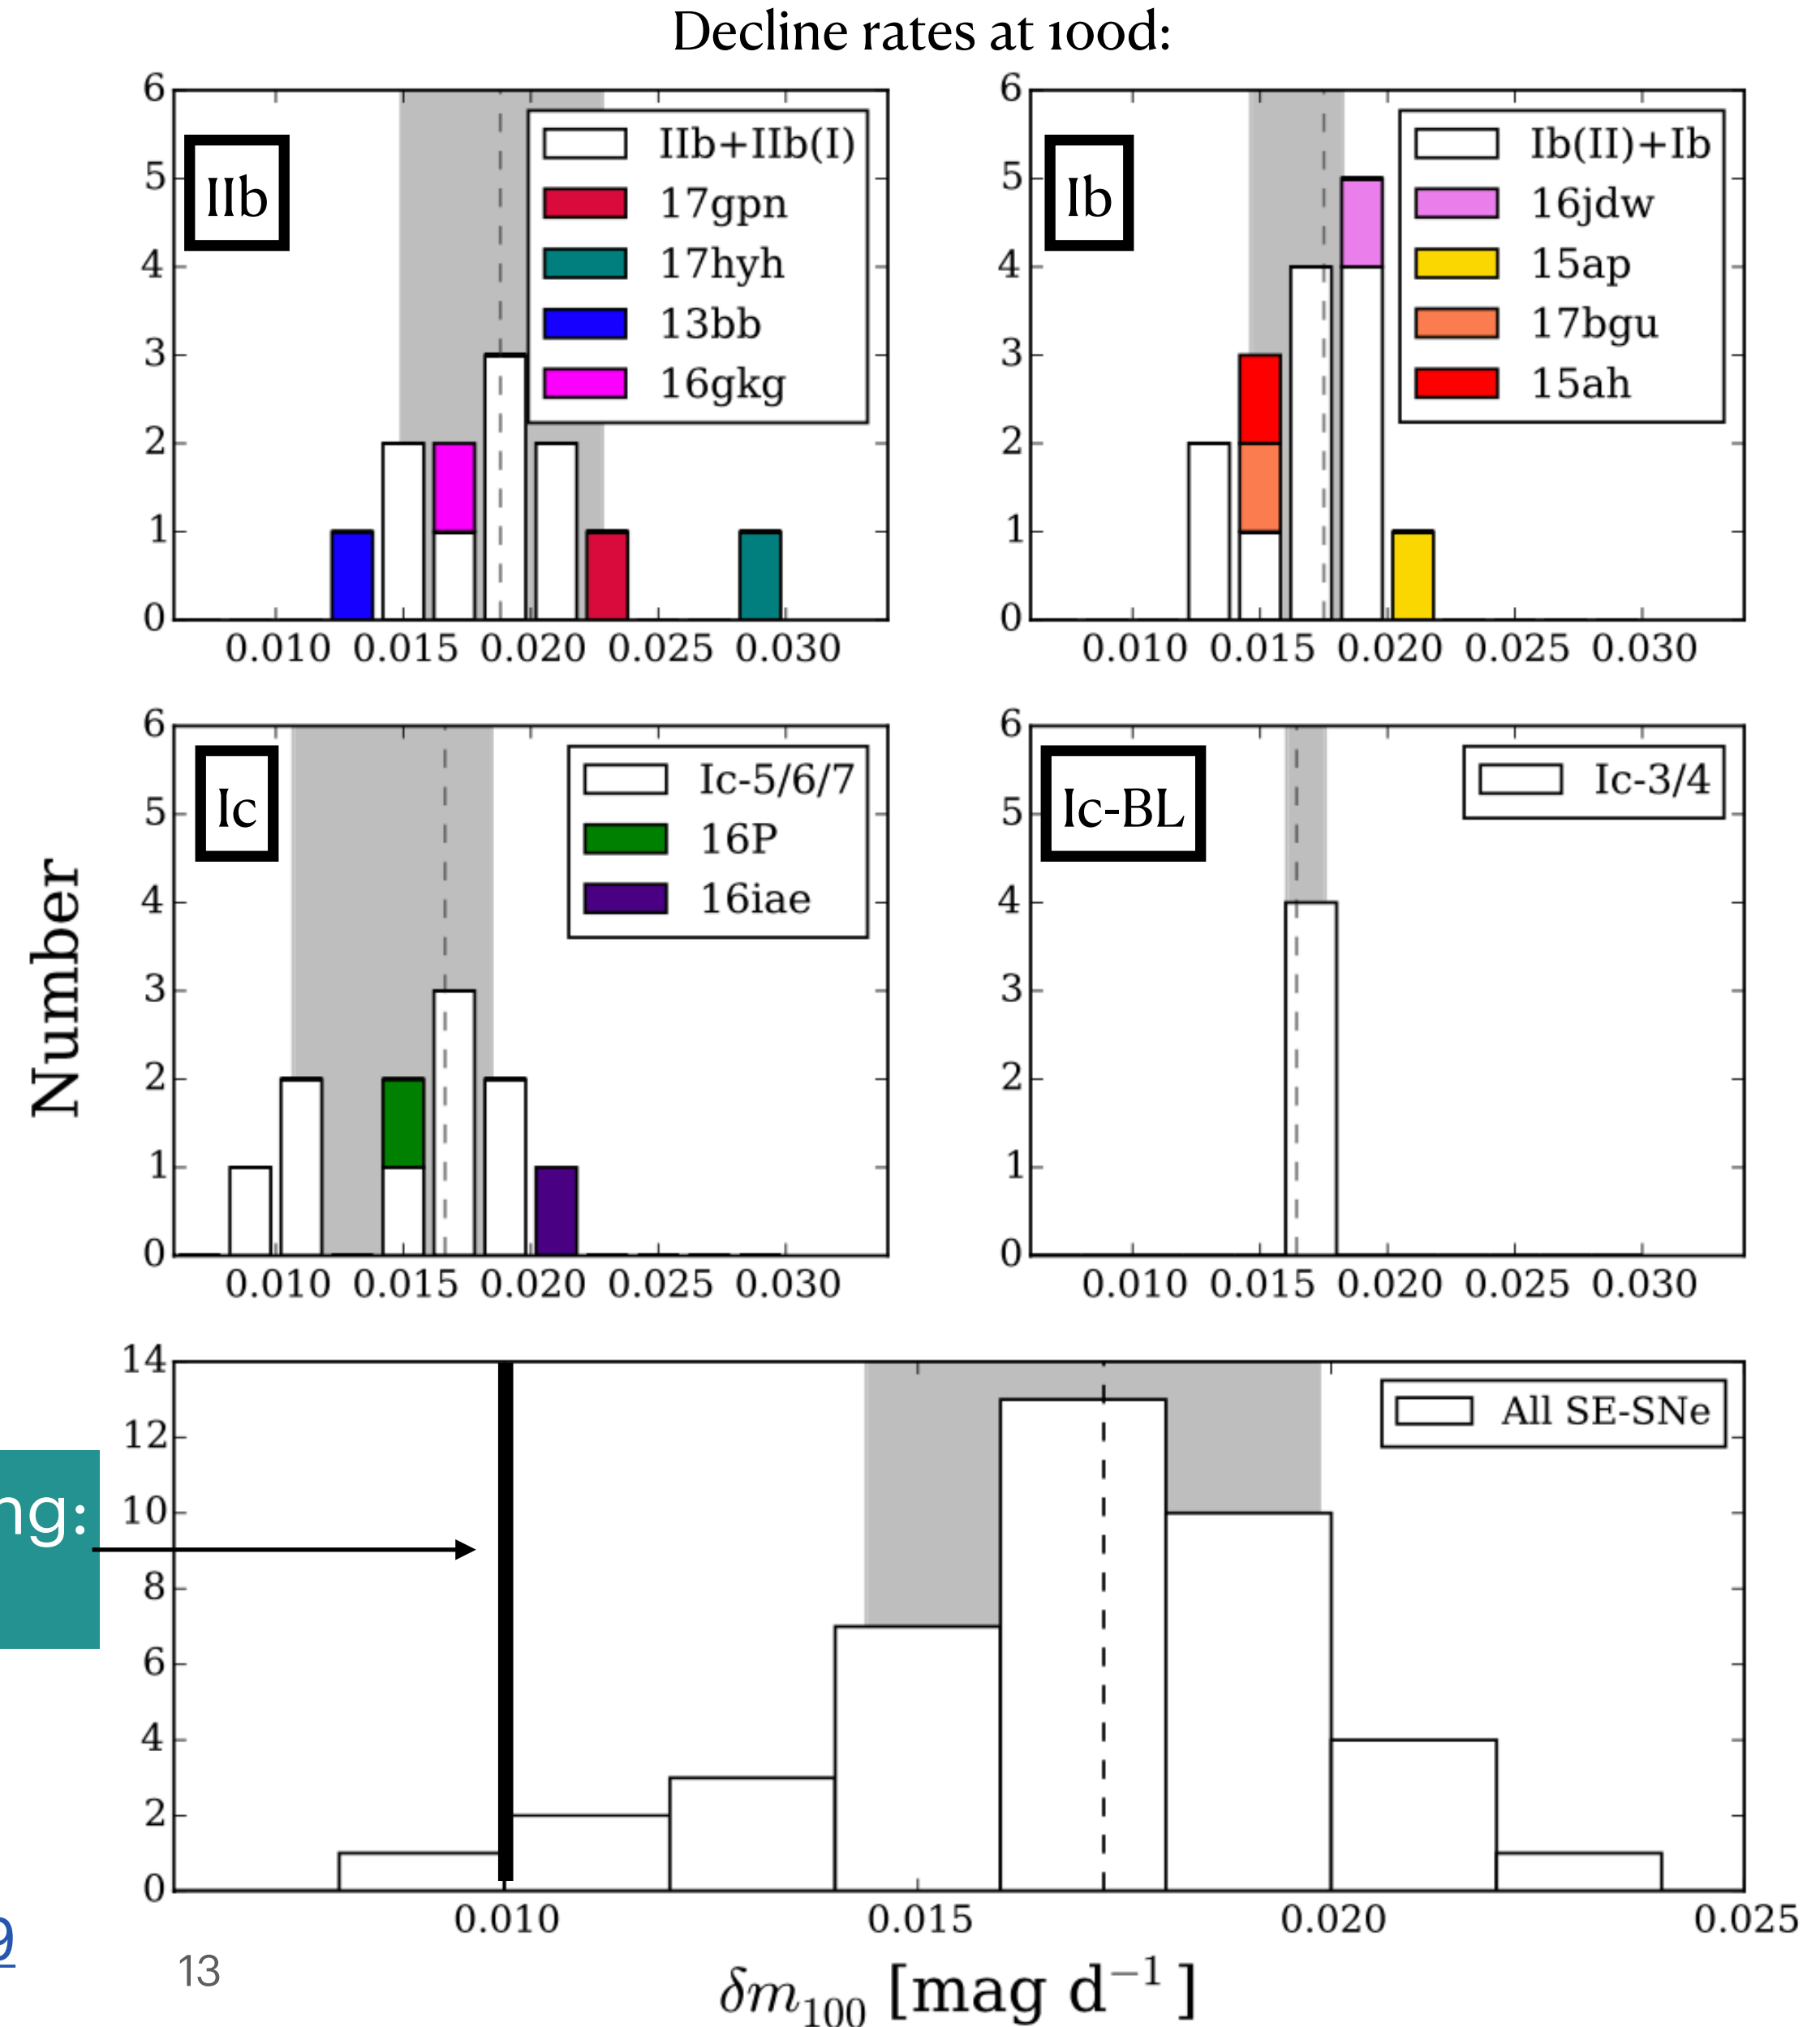 Decline rates at 100d:
6
5
4
3
2
1
0
IIb
IIb+IIb(I)
17gpn
17hyh
13bb
16gkg
0.010 0.015 0.020 0.025 0.030
6
5
4
3
2
1
0
Ib
Ib(II)+Ib
16jdw
15ap
17bgu
15ah
0.010 0.015 0.020 0.025 0.030
Number
6
5
4
3
2
1
0
Ic
Ic-5/6/7
16P
16iae
0.010 0.015 0.020 0.025 0.030
6
5
4
3
2
1
0
Ic-BL
Ic-3/4
0.010 0.015 0.020 0.025 0.030
14
12
10
8
6
4
2
0
All SE-SNe
ng:
0.010 0.015 0.020 0.025
9
13
δm₁₀₀ [mag d⁻¹]